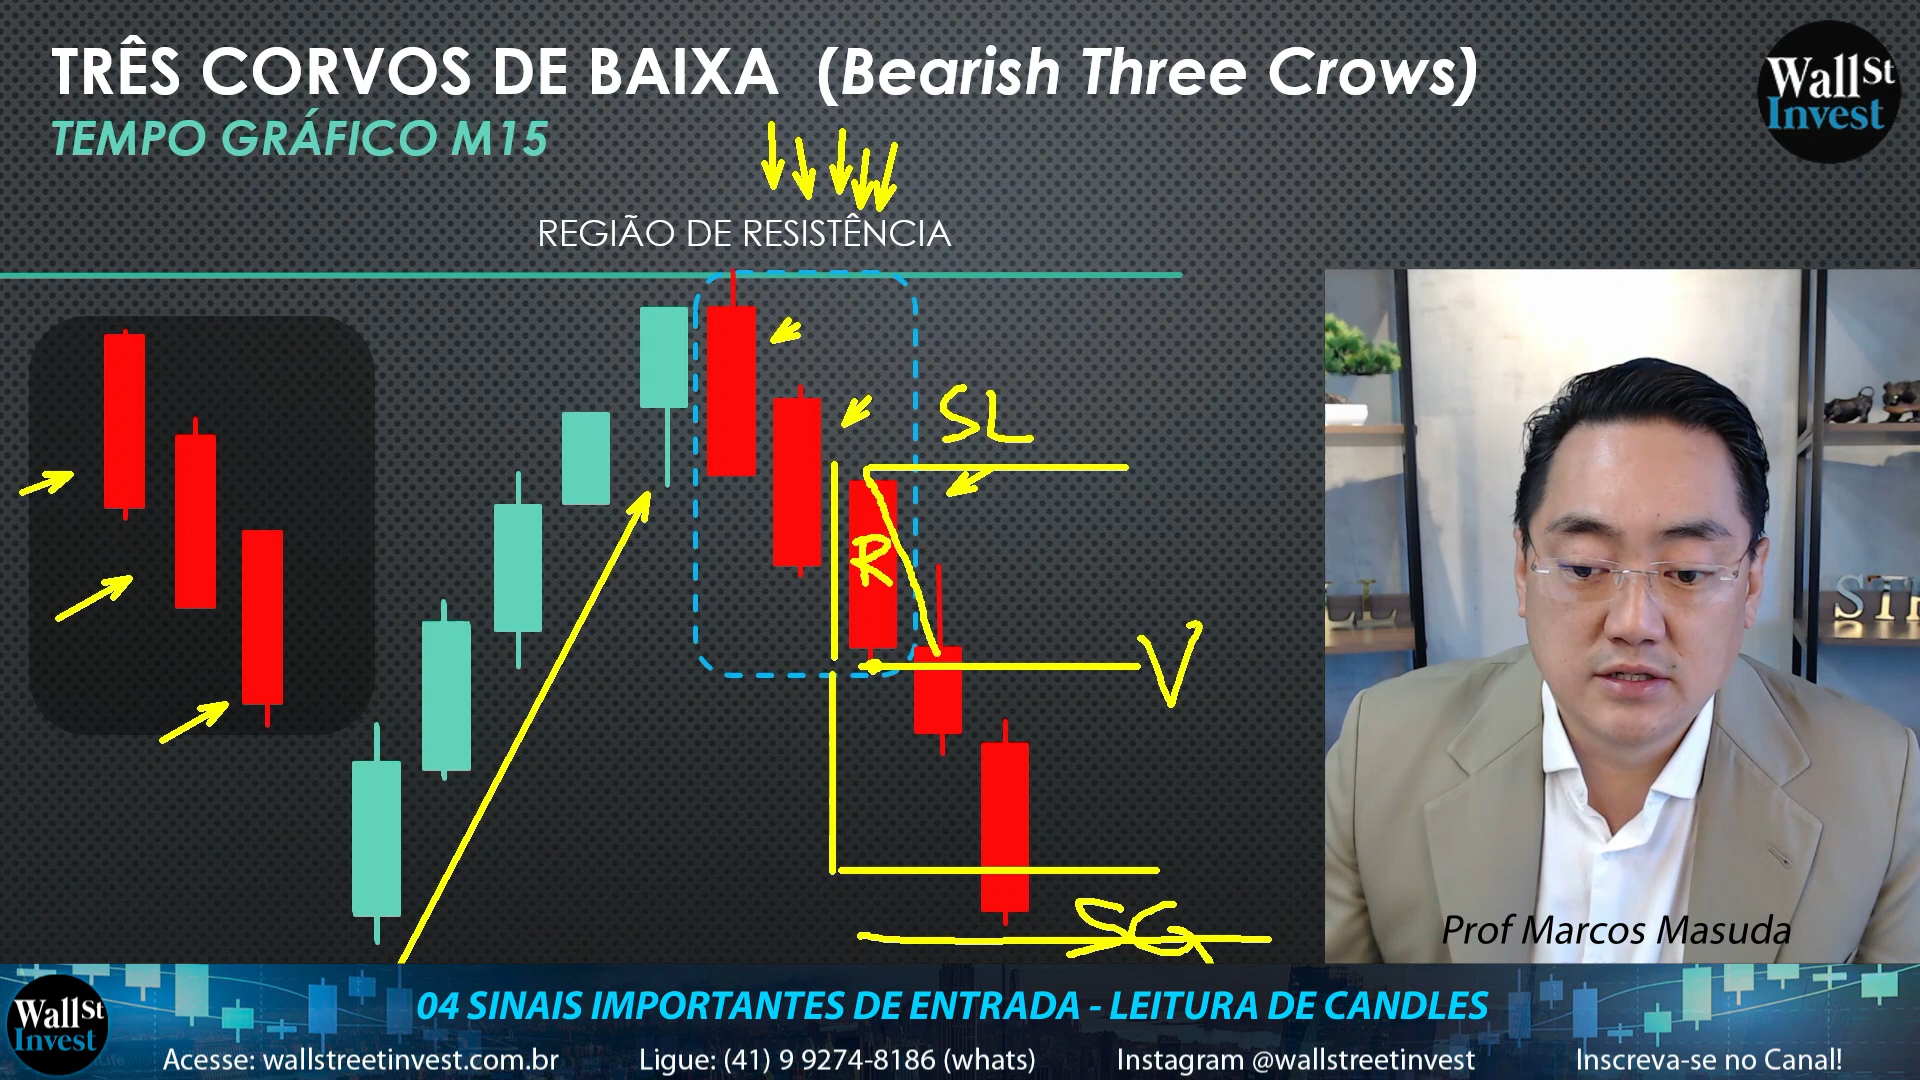 TRÊS CORVOS DE BAIXA (Bearish Three Crows)
TEMPO GRÁFICO M15
Wall St
Invest
REGIÃO DE RESISTÊNCIA
SL
R
V
SG
Prof Marcos Masuda
Wall St
Invest
04 SINAIS IMPORTANTES DE ENTRADA - LEITURA DE CANDLES
Acesse: wallstreetinvest.com.br Ligue: (41) 9 9274-8186 (whats) Instagram @wallstreetinvest Inscreva-se no Canal!